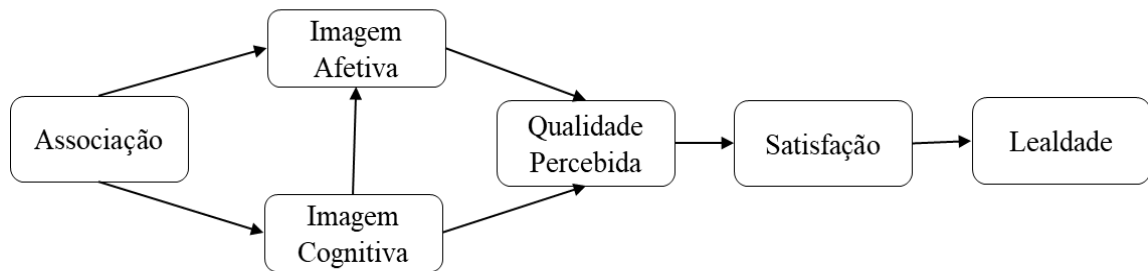 Imagem
Afetiva
Associação
Qualidade
Percebida
Satisfação
Lealdade
Imagem
Cognitiva